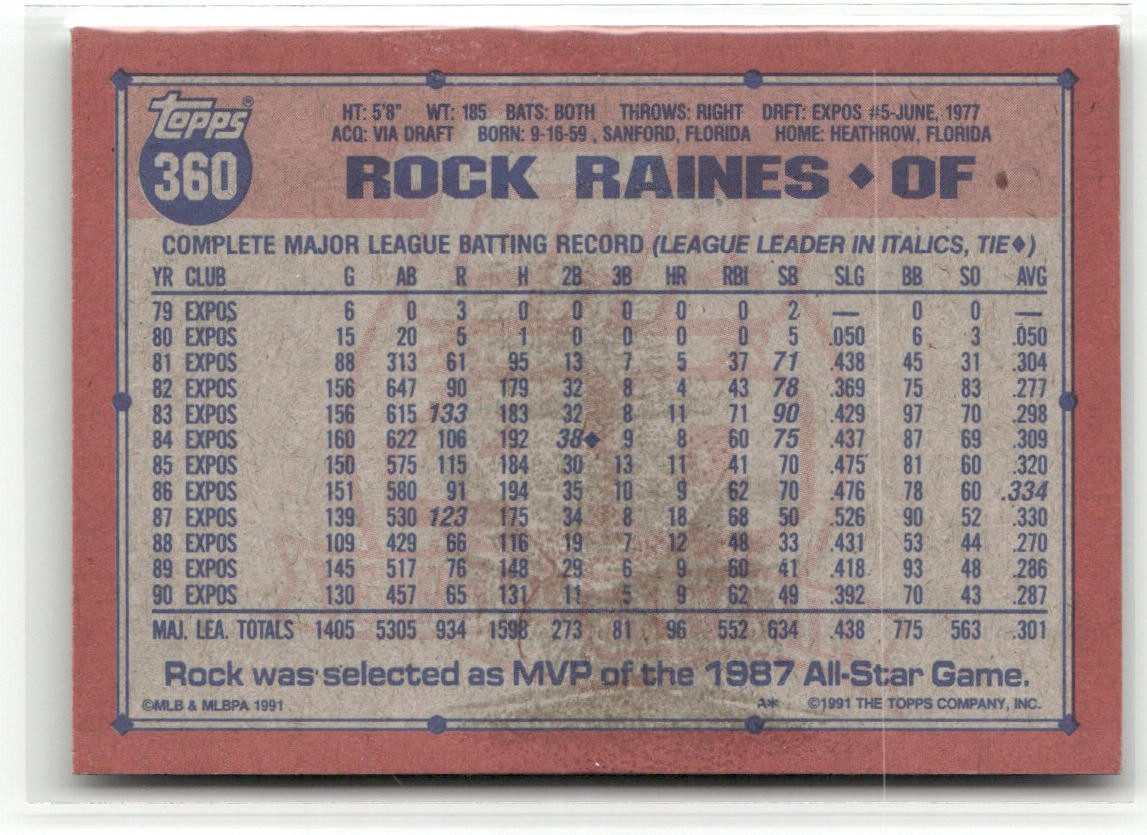 Topps®
360
HT: 5'8" WT: 185 BATS: BOTH THROWS: RIGHT DRFT: EXPOS #5-JUNE, 1977
ACQ: VIA DRAFT BORN: 9-16-59 , SANFORD, FLORIDA HOME: HEATHROW, FLORIDA
ROCK RAINES ♦ OF
COMPLETE MAJOR LEAGUE BATTING RECORD (LEAGUE LEADER IN ITALICS, TIE♦)
YR CLUB G AB R H 2B 3B HR RBI SB SLG BB SO AVG
79 EXPOS 6 0 3 0 0 0 0 0 2 — 0 0 —
80 EXPOS 15 20 5 1 0 0 0 0 5 .050 6 3 .050
81 EXPOS 88 313 61 95 13 7 5 37 71 .438 45 31 .304
82 EXPOS 156 647 90 179 32 8 4 43 78 .369 75 83 .277
83 EXPOS 156 615 133 183 32 8 11 71 90 .429 97 70 .298
84 EXPOS 160 622 106 192 38♦ 9 8 60 75 .437 87 69 .309
85 EXPOS 150 575 115 184 30 13 11 41 70 .475 81 60 .320
86 EXPOS 151 580 91 194 35 10 9 62 70 .476 78 60 .334
87 EXPOS 139 530 123 175 34 8 18 68 50 .526 90 52 .330
88 EXPOS 109 429 66 116 19 7 12 48 33 .431 53 44 .270
89 EXPOS 145 517 76 148 29 6 9 60 41 .418 93 48 .286
90 EXPOS 130 457 65 131 11 5 9 62 49 .392 70 43 .287
MAJ. LEA. TOTALS 1405 5305 934 1598 273 81 96 552 634 .438 775 563 .301
Rock was selected as MVP of the 1987 All-Star Game.
©MLB & MLBPA 1991 A* ©1991 THE TOPPS COMPANY, INC.